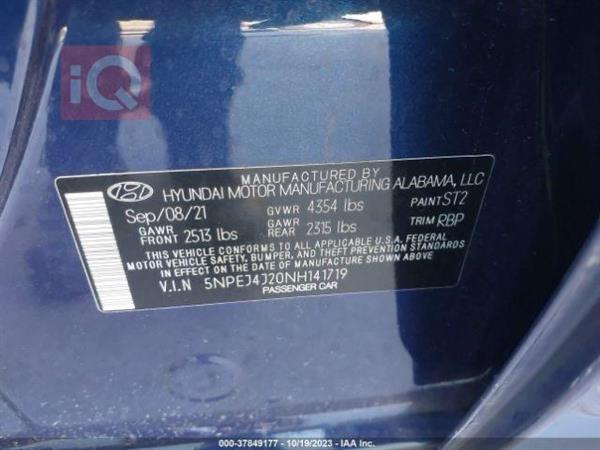 iQ
MANUFACTURED BY
HYUNDAI MOTOR MANUFACTURING ALABAMA, LLC
Sep/08/21 GVWR 4354 lbs PAINT ST2
GAWR FRONT 2513 lbs GAWR REAR 2315 lbs TRIM RBP
THIS VEHICLE CONFORMS TO ALL APPLICABLE U.S.A. FEDERAL
MOTOR VEHICLE SAFETY, BUMPER, AND THEFT PREVENTION STANDARDS
IN EFFECT ON THE DATE OF MANUFACTURE SHOWN ABOVE.
V.I.N 5NPEJ4J20NH141719
PASSENGER CAR
000-37849177 - 10/19/2023 - IAA Inc.